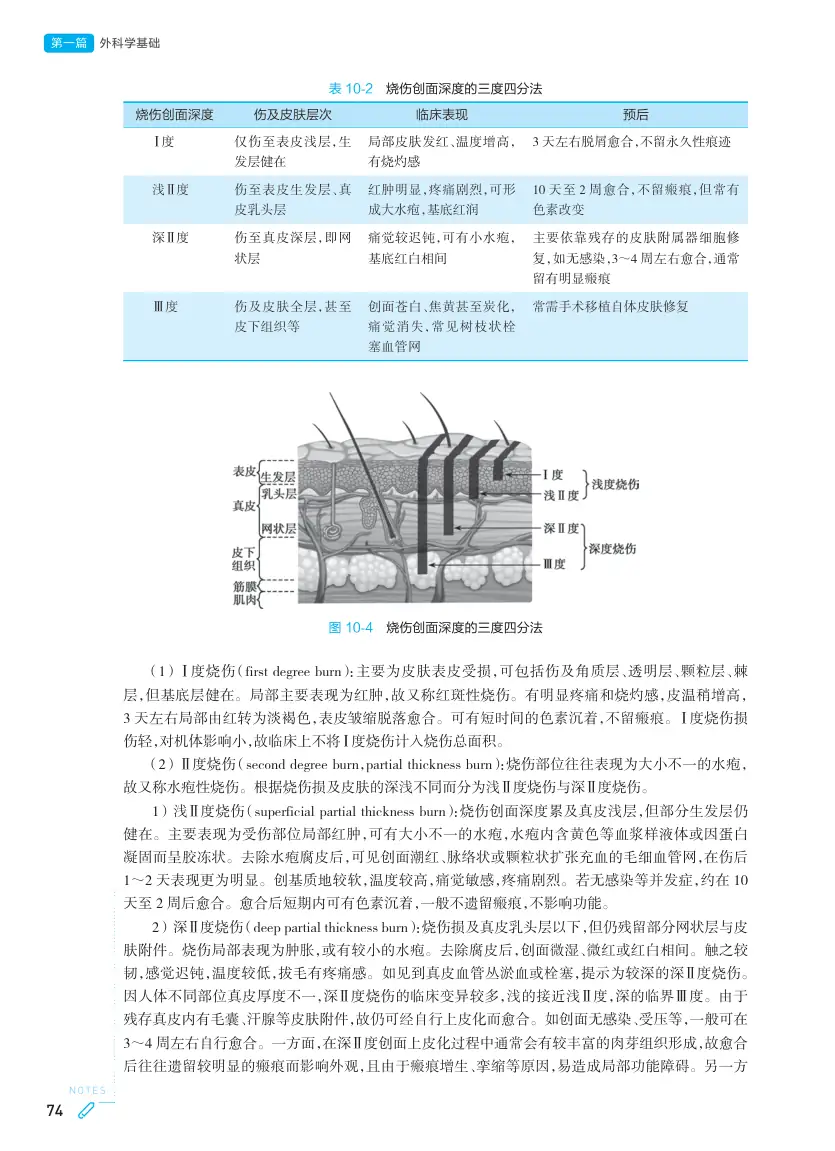 第一篇 外科学基础
表 10-2 烧伤创面深度的三度四分法
烧伤创面深度 伤及皮肤层次 临床表现 预后
Ⅰ度 仅伤至表皮浅层,生 局部皮肤发红、温度增高, 3 天左右脱屑愈合,不留永久性痕迹
发层健在 有烧灼感
浅Ⅱ度 伤至表皮生发层、真 红肿明显,疼痛剧烈,可形 10 天至 2 周愈合,不留瘢痕,但常有
皮乳头层 成大水疱,基底红润 色素改变
深Ⅱ度 伤至真皮深层,即网 痛觉较迟钝,可有小水疱, 主要依靠残存的皮肤附属器细胞修
状层 基底红白相间 复,如无感染,3～4 周左右愈合,通常
留有明显瘢痕
Ⅲ度 伤及皮肤全层,甚至 创面苍白、焦黄甚至炭化, 常需手术移植自体皮肤修复
皮下组织等 痛觉消失,常见树枝状栓
塞血管网
表皮
生发层
乳头层
真皮
网状层
皮下
组织
筋膜
肌肉
Ⅰ度
浅Ⅱ度
浅度烧伤
深Ⅱ度
Ⅲ度
深度烧伤
图 10-4 烧伤创面深度的三度四分法
（1）Ⅰ度烧伤（first degree burn）:主要为皮肤表皮受损,可包括伤及角质层、透明层、颗粒层、棘
层,但基底层健在。局部主要表现为红肿,故又称红斑性烧伤。有明显疼痛和烧灼感,皮温稍增高,
3 天左右局部由红转为淡褐色,表皮皱缩脱落愈合。可有短时间的色素沉着,不留瘢痕。Ⅰ度烧伤损
伤轻,对机体影响小,故临床上不将Ⅰ度烧伤计入烧伤总面积。
（2）Ⅱ度烧伤（second degree burn,partial thickness burn）:烧伤部位往往表现为大小不一的水疱,
故又称水疱性烧伤。根据烧伤损及皮肤的深浅不同而分为浅Ⅱ度烧伤与深Ⅱ度烧伤。
1）浅Ⅱ度烧伤（superficial partial thickness burn）:烧伤创面深度累及真皮浅层,但部分生发层仍
健在。主要表现为受伤部位局部红肿,可有大小不一的水疱,水疱内含黄色等血浆样液体或因蛋白
凝固而呈胶冻状。去除水疱腐皮后,可见创面潮红、脉络状或颗粒状扩张充血的毛细血管网,在伤后
1～2 天表现更为明显。创基质地较软,温度较高,痛觉敏感,疼痛剧烈。若无感染等并发症,约在 10
天至 2 周后愈合。愈合后短期内可有色素沉着,一般不遗留瘢痕,不影响功能。
2）深Ⅱ度烧伤（deep partial thickness burn）:烧伤损及真皮乳头层以下,但仍残留部分网状层与皮
肤附件。烧伤局部表现为肿胀,或有较小的水疱。去除腐皮后,创面微湿、微红或红白相间。触之较
韧,感觉迟钝,温度较低,拔毛有疼痛感。如见到真皮血管丛淤血或栓塞,提示为较深的深Ⅱ度烧伤。
因人体不同部位真皮厚度不一,深Ⅱ度烧伤的临床变异较多,浅的接近浅Ⅱ度,深的临界Ⅲ度。由于
残存真皮内有毛囊、汗腺等皮肤附件,故仍可经自行上皮化而愈合。如创面无感染、受压等,一般可在
3～4 周左右自行愈合。一方面,在深Ⅱ度创面上皮化过程中通常会有较丰富的肉芽组织形成,故愈合
后往往遗留较明显的瘢痕而影响外观,且由于瘢痕增生、挛缩等原因,易造成局部功能障碍。另一方
NOTES
74